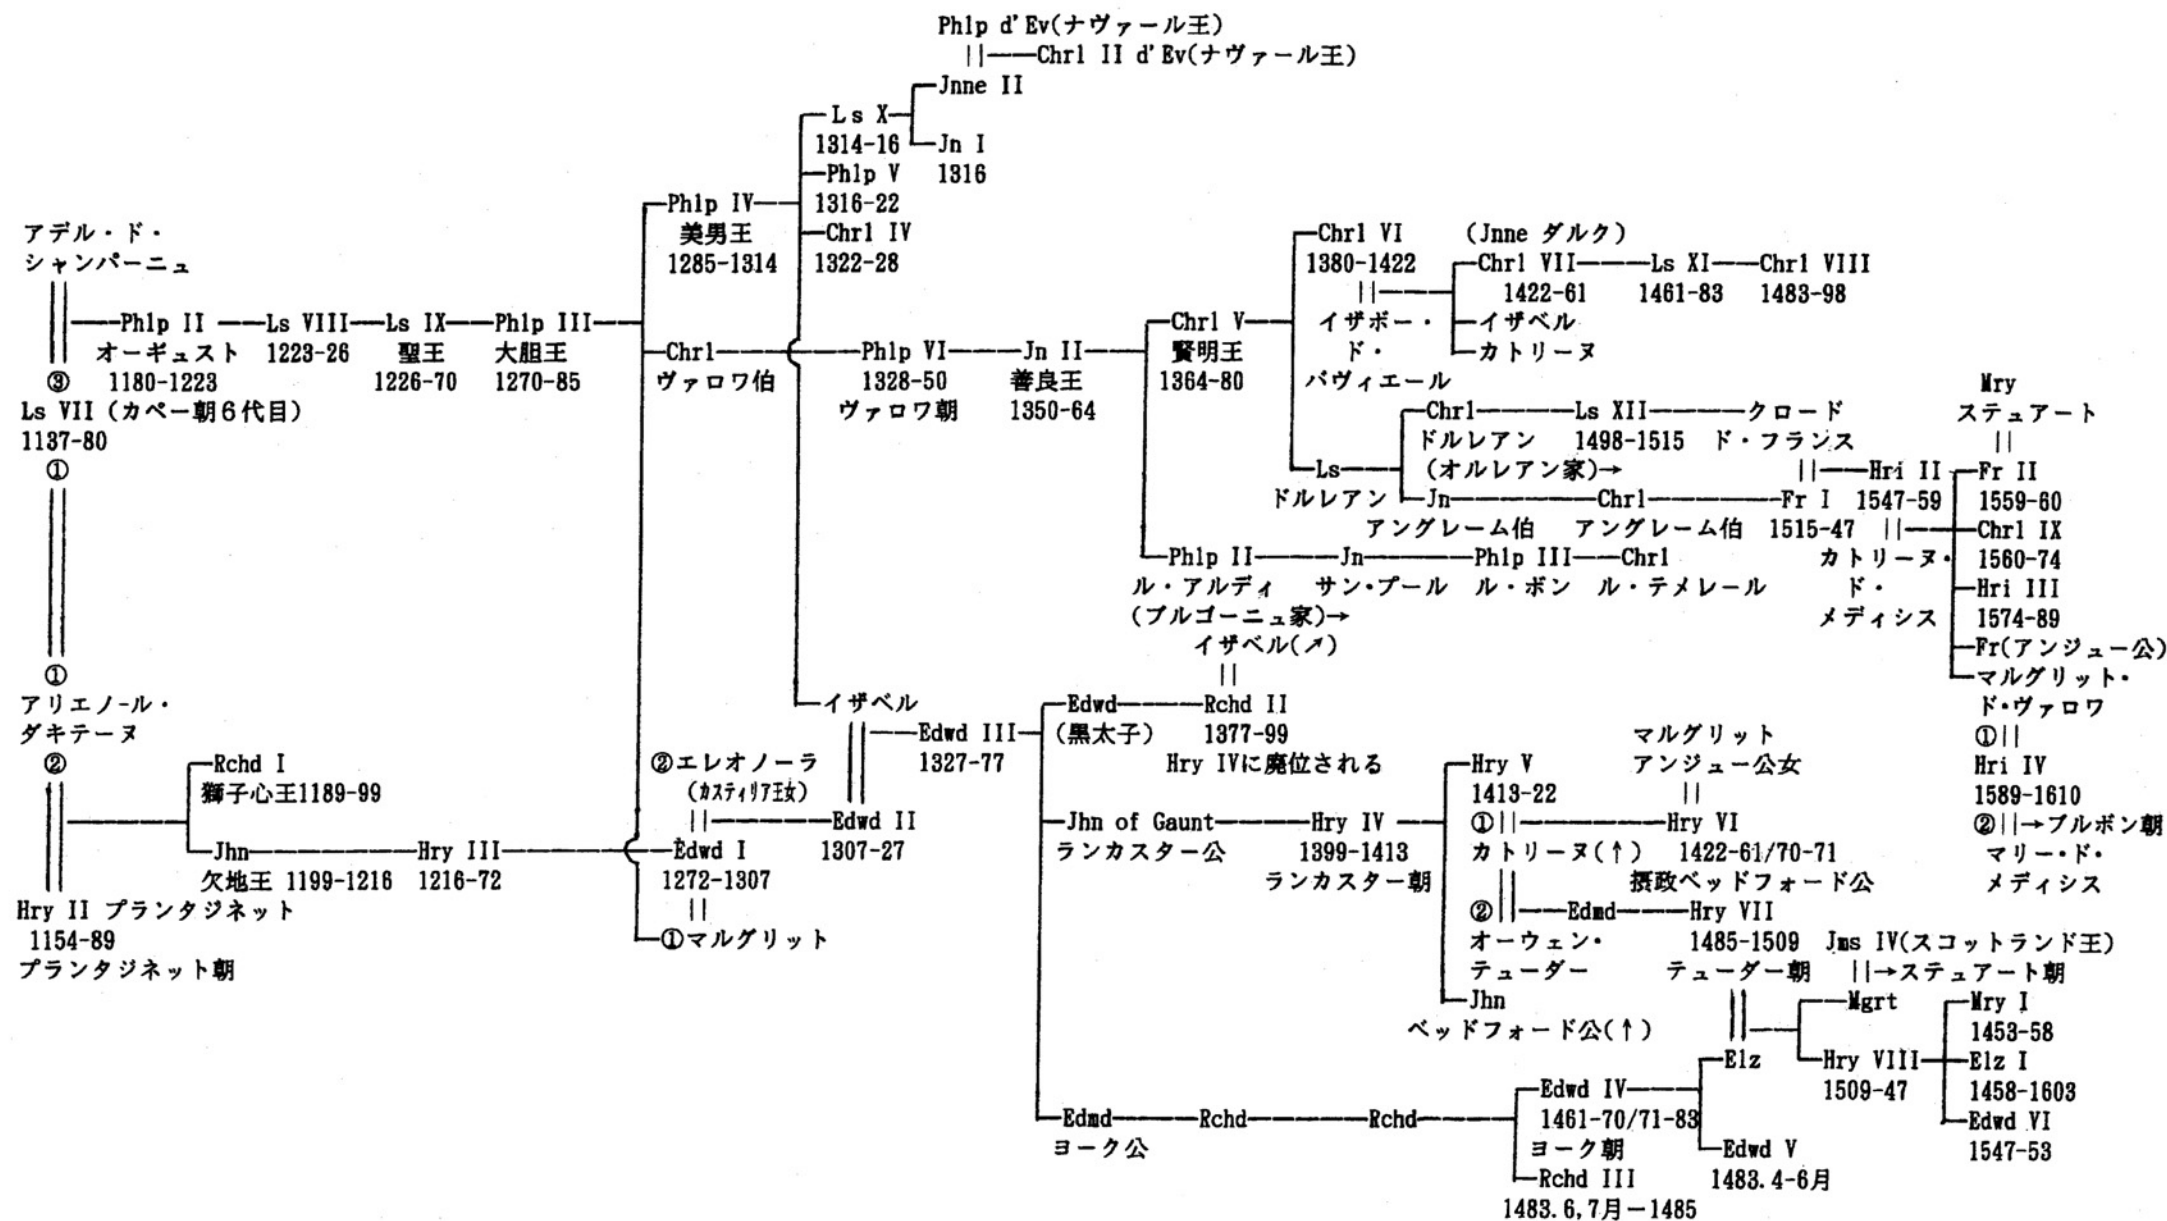 Phlp d'Ev(ナヴァール王)
||――Chrl II d'Ev(ナヴァール王)
Jnne II
Ls X
1314-16
Jn I
1316
Phlp V
1316-22
Phlp IV
美男王
1285-1314
Chrl IV
1322-28
アデル・ド・
シャンパーニュ
Chrl VI
1380-1422
(Jnne ダルク)
Chrl VII
1422-61
Ls XI
1461-83
Chrl VIII
1483-98
||
イザボー・
ド・
バヴィエール
イザベル
カトリーヌ
Phlp II
オーギュスト
1180-1223
Ls VIII
1223-26
Ls IX
聖王
1226-70
Phlp III
大胆王
1270-85
Chrl
ヴァロワ伯
Phlp VI
1328-50
ヴァロワ朝
Jn II
善良王
1350-64
Chrl V
賢明王
1364-80
③
Ls VII (カペー朝6代目)
1137-80
①
Chrl
ドルレアン
(オルレアン家)→
Ls XII
1498-1515
クロード
ド・フランス
Mry
ステュアート
||
Ls
ドルレアン
Jn
アングレーム伯
Chrl
アングレーム伯
||
Fr I
1515-47
Hri II
1547-59
||
カトリーヌ・
ド・
メディシス
Fr II
1559-60
Chrl IX
1560-74
Hri III
1574-89
Fr(アンジュー公)
マルグリット・
ド・ヴァロワ
①||
Hri IV
1589-1610
②||→ブルボン朝
マリー・ド・
メディシス
Phlp II
ル・アルディ
(ブルゴーニュ家)→
Jn
サン・プール
Phlp III
ル・ボン
Chrl
ル・テメレール
イザベル(↗)
||
①
アリエノール・
ダキテーヌ
②
イザベル
Edwd III
1327-77
Edwd
(黒太子)
Rchd II
1377-99
Hry IVに廃位される
Rchd I
獅子心王1189-99
②エレオノーラ
(カスティリア王女)
||
Edwd II
1307-27
Jhn
欠地王 1199-1216
Hry III
1216-72
Edwd I
1272-1307
||
①マルグリット
Hry II プランタジネット
1154-89
プランタジネット朝
Jhn of Gaunt
ランカスター公
Hry IV
1399-1413
ランカスター朝
Hry V
1413-22
①||
カトリーヌ(↑)
マルグリット
アンジュー公女
||
Hry VI
1422-61/70-71
摂政ベッドフォード公
②||
オーウェン・
テューダー
Edmd
Hry VII
1485-1509
テューダー朝
Jms IV(スコットランド王)
||→ステュアート朝
Jhn
ベッドフォード公(↑)
Mgrt
Mry I
1453-58
Elz
Hry VIII
1509-47
Elz I
1458-1603
Edwd VI
1547-53
Edmd
ヨーク公
Rchd
Rchd
Edwd IV
1461-70/71-83
ヨーク朝
Edwd V
1483.4-6月
Rchd III
1483.6,7月-1485